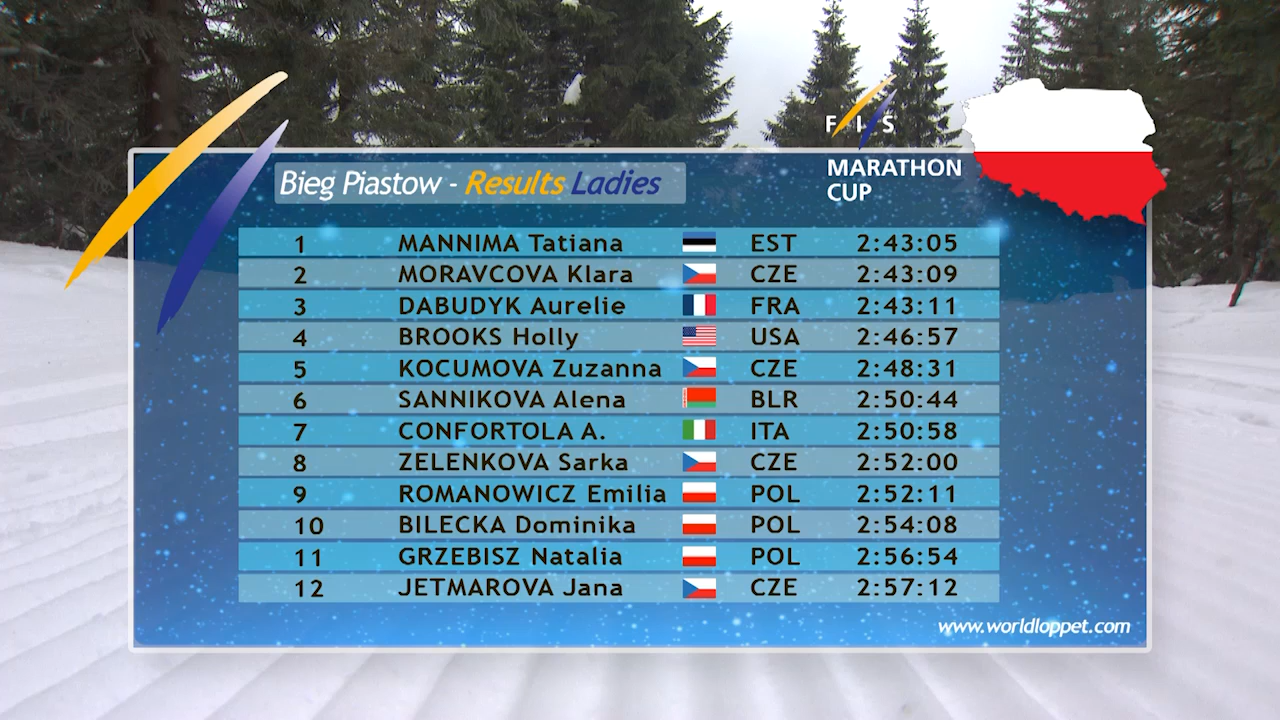 F I S
MARATHON
CUP
Bieg Piastow - Results Ladies
1 MANNIMA Tatiana EST 2:43:05
2 MORAVCOVA Klara CZE 2:43:09
3 DABUDYK Aurelie FRA 2:43:11
4 BROOKS Holly USA 2:46:57
5 KOCUMOVA Zuzanna CZE 2:48:31
6 SANNIKOVA Alena BLR 2:50:44
7 CONFORTOLA A. ITA 2:50:58
8 ZELENKOVA Sarka CZE 2:52:00
9 ROMANOWICZ Emilia POL 2:52:11
10 BILECKA Dominika POL 2:54:08
11 GRZEBISZ Natalia POL 2:56:54
12 JETMAROVA Jana CZE 2:57:12
www.worldloppet.com